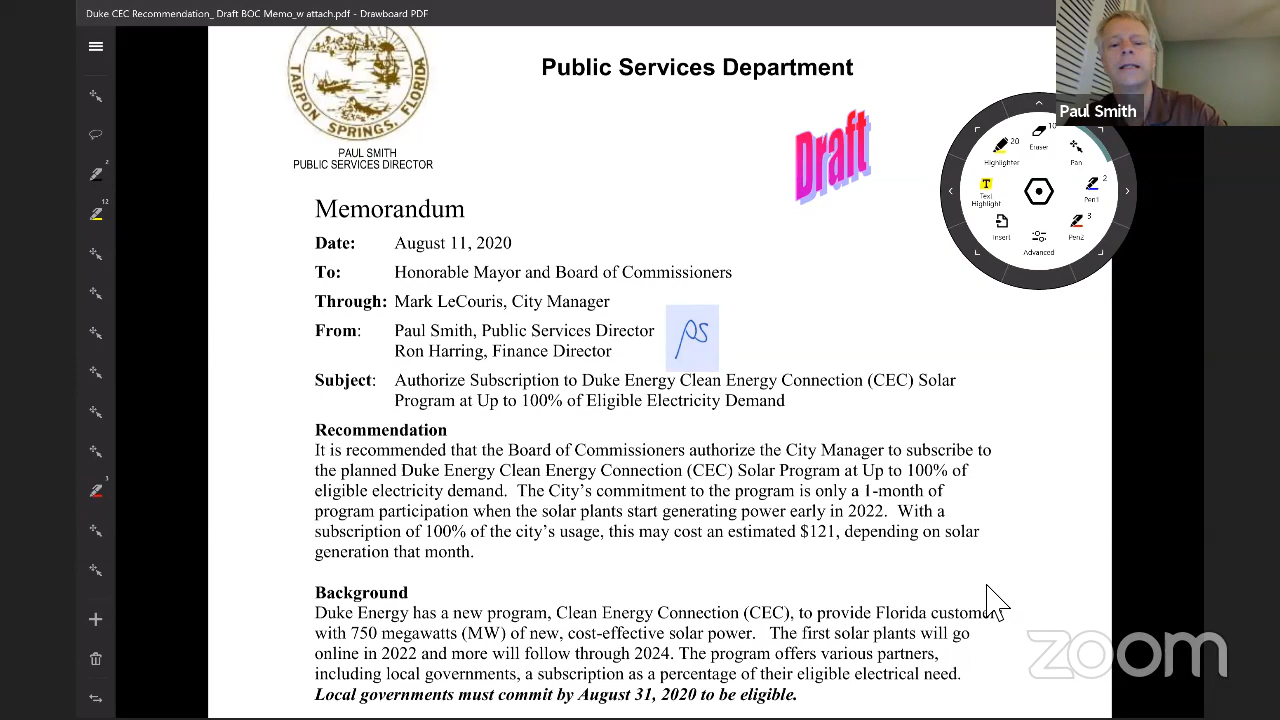 Duke CEC Recommendation_ Draft BOC Memo_w attach.pdf - Drawboard PDF
TARPON SPRINGS, FLORIDA
Public Services Department
Paul Smith
PAUL SMITH
PUBLIC SERVICES DIRECTOR
Draft
20
Highlighter
10
Eraser
Pan
T
Text
Highlight
2
Pen1
Insert
3
Pen2
Advanced
2
12
3
Memorandum
Date: August 11, 2020
To: Honorable Mayor and Board of Commissioners
Through: Mark LeCouris, City Manager
From: Paul Smith, Public Services Director
Ron Harring, Finance Director
ps
Subject: Authorize Subscription to Duke Energy Clean Energy Connection (CEC) Solar
Program at Up to 100% of Eligible Electricity Demand
Recommendation
It is recommended that the Board of Commissioners authorize the City Manager to subscribe to
the planned Duke Energy Clean Energy Connection (CEC) Solar Program at Up to 100% of
eligible electricity demand. The City's commitment to the program is only a 1-month of
program participation when the solar plants start generating power early in 2022. With a
subscription of 100% of the city's usage, this may cost an estimated $121, depending on solar
generation that month.
Background
Duke Energy has a new program, Clean Energy Connection (CEC), to provide Florida
with 750 megawatts (MW) of new, cost-effective solar power. The first solar plants will go
online in 2022 and more will follow through 2024. The program offers various partners,
including local governments, a subscription as a percentage of their eligible electrical need.
Local governments must commit by August 31, 2020 to be eligible.
zoom